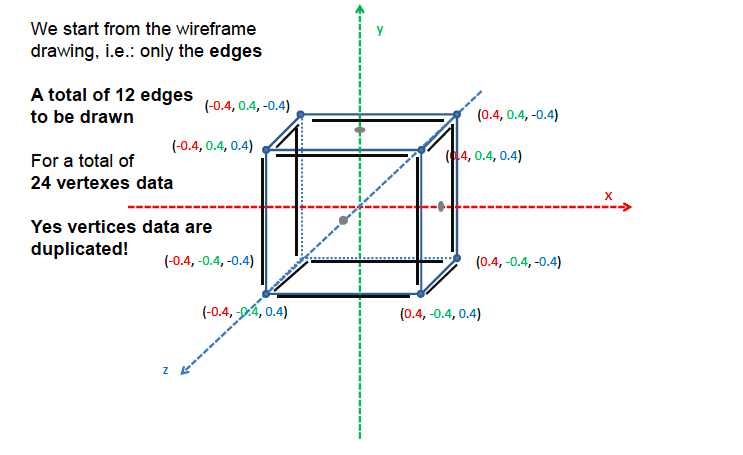 We start from the wireframe
drawing, i.e.: only the edges
A total of 12 edges
to be drawn
For a total of
24 vertexes data
Yes vertices data are
duplicated!
y
(-0.4, 0.4, -0.4)
(0.4, 0.4, -0.4)
(-0.4, 0.4, 0.4)
(0.4, 0.4, 0.4)
x
(-0.4, -0.4, -0.4)
(0.4, -0.4, -0.4)
(-0.4, -0.4, 0.4)
(0.4, -0.4, 0.4)
z